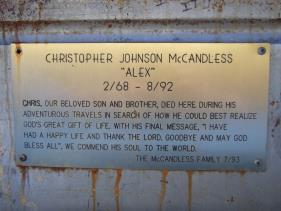 CHRISTOPHER JOHNSON McCANDLESS
"ALEX"
2/68 - 8/92
CHRIS, OUR BELOVED SON AND BROTHER, DIED HERE DURING HIS
ADVENTUROUS TRAVELS IN SEARCH OF HOW HE COULD BEST REALIZE
GOD'S GREAT GIFT OF LIFE. WITH HIS FINAL MESSAGE, "I HAVE
HAD A HAPPY LIFE AND THANK THE LORD. GOODBYE AND MAY GOD
BLESS ALL", WE COMMEND HIS SOUL TO THE WORLD.
THE McCANDLESS FAMILY 7/93